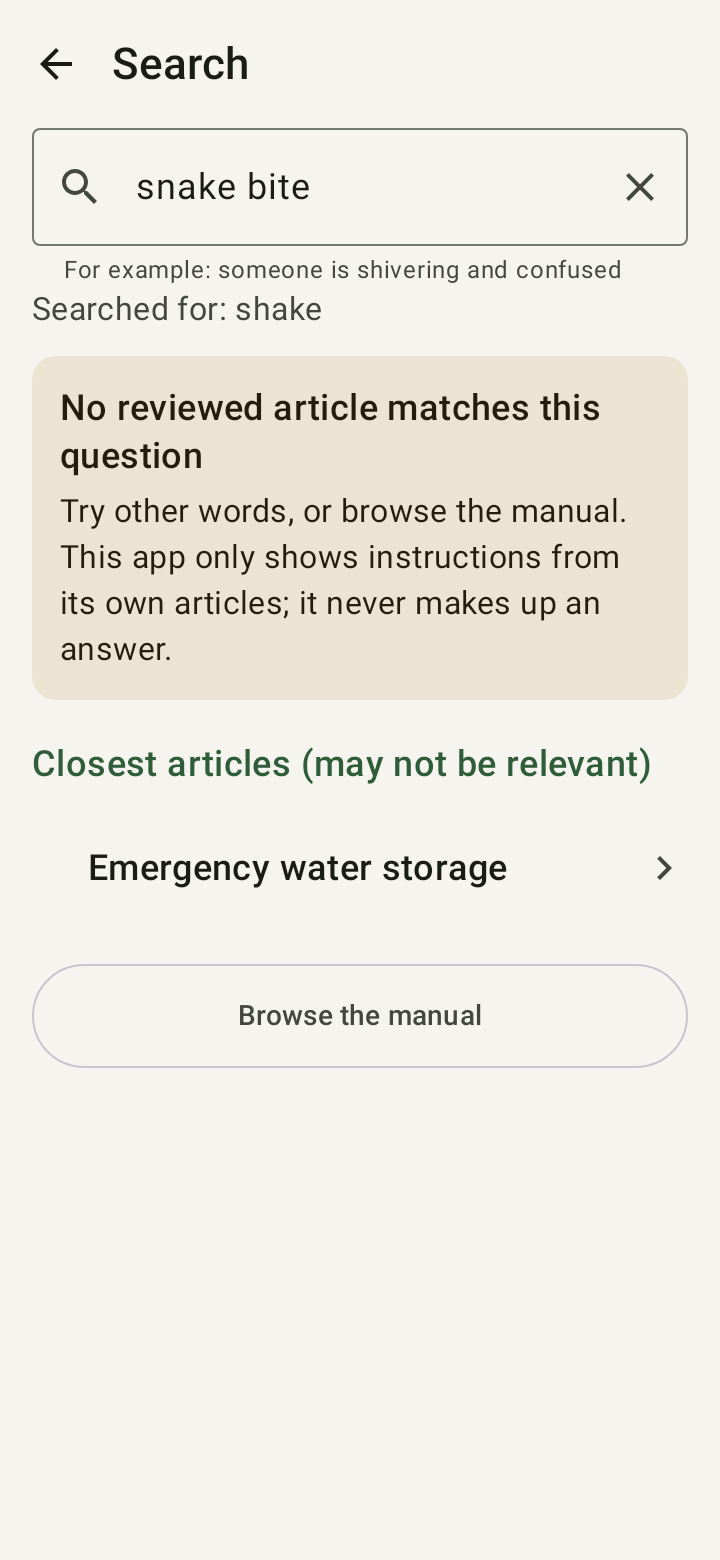 Search
snake bite
For example: someone is shivering and confused
Searched for: shake
No reviewed article matches this
question
Try other words, or browse the manual.
This app only shows instructions from
its own articles; it never makes up an
answer.
Closest articles (may not be relevant)
Emergency water storage
Browse the manual